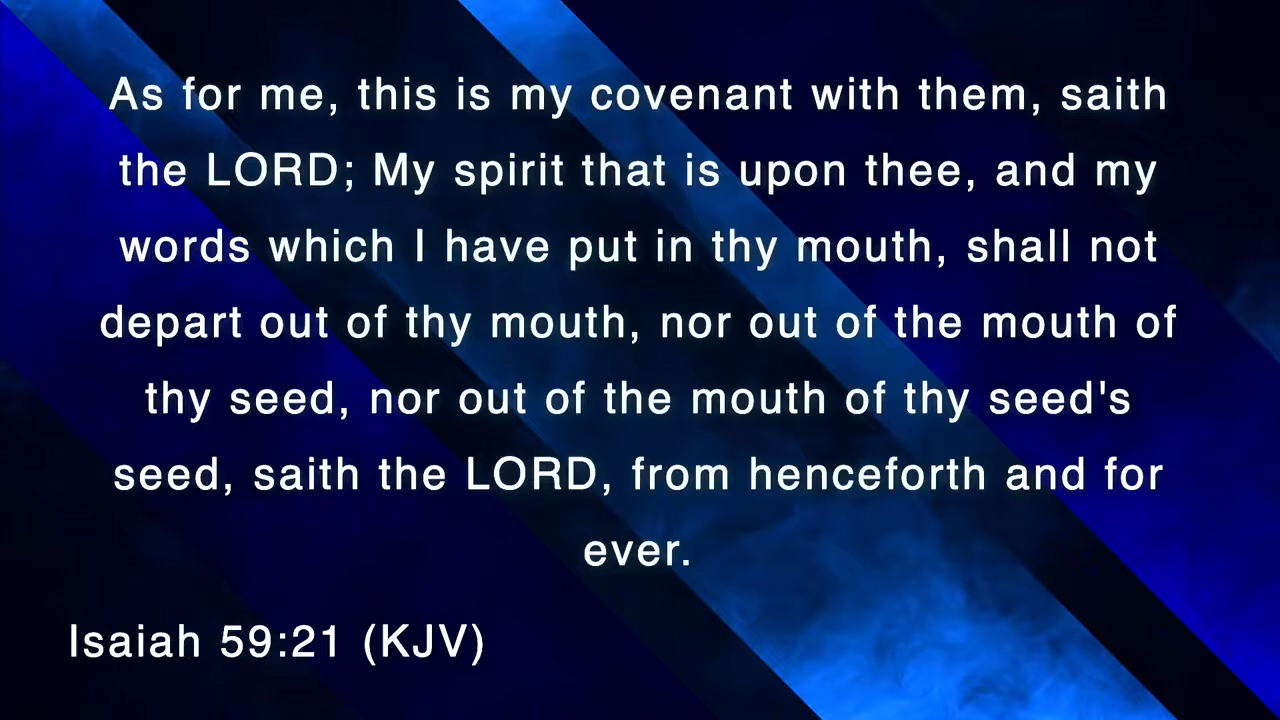 As for me, this is my covenant with them, saith
the LORD; My spirit that is upon thee, and my
words which I have put in thy mouth, shall not
depart out of thy mouth, nor out of the mouth of
thy seed, nor out of the mouth of thy seed's
seed, saith the LORD, from henceforth and for
ever.
Isaiah 59:21 (KJV)